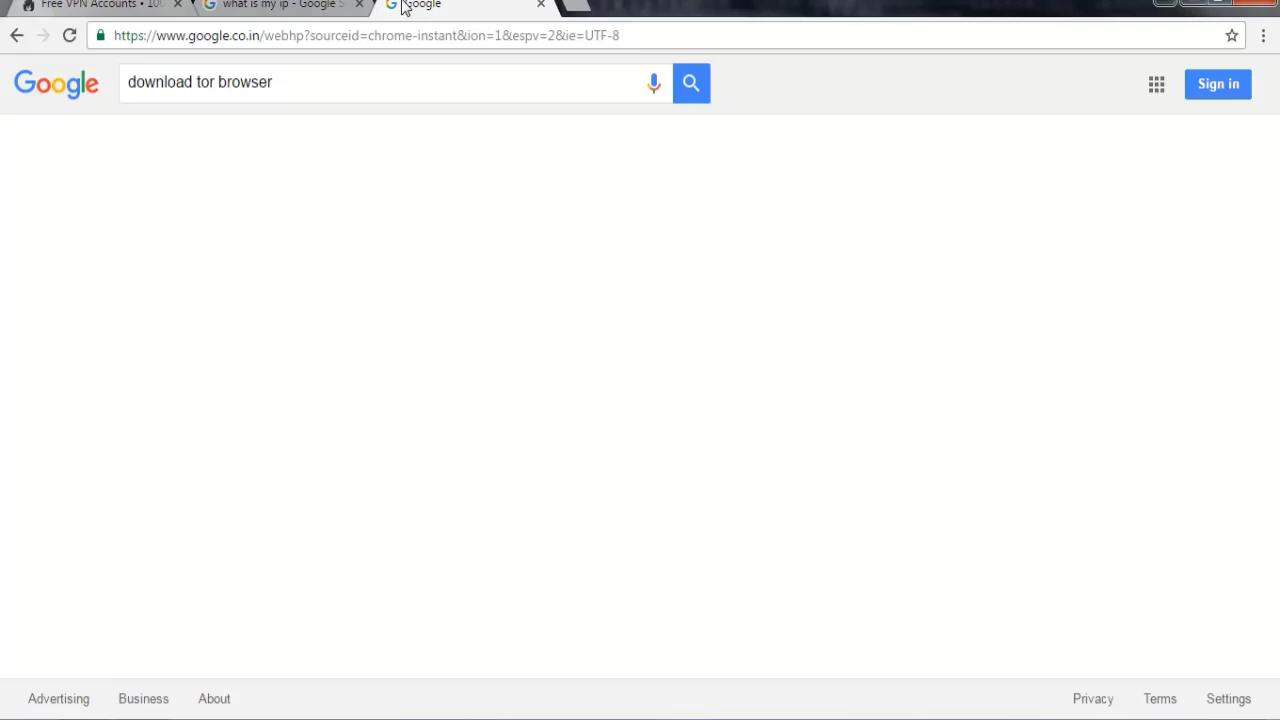 Free VPN Accounts • 10
what is my ip - Google S
Google
https://www.google.co.in/webhp?sourceid=chrome-instant&ion=1&espv=2&ie=UTF-8
Google
download tor browser
Sign in
Advertising Business About
Privacy Terms Settings